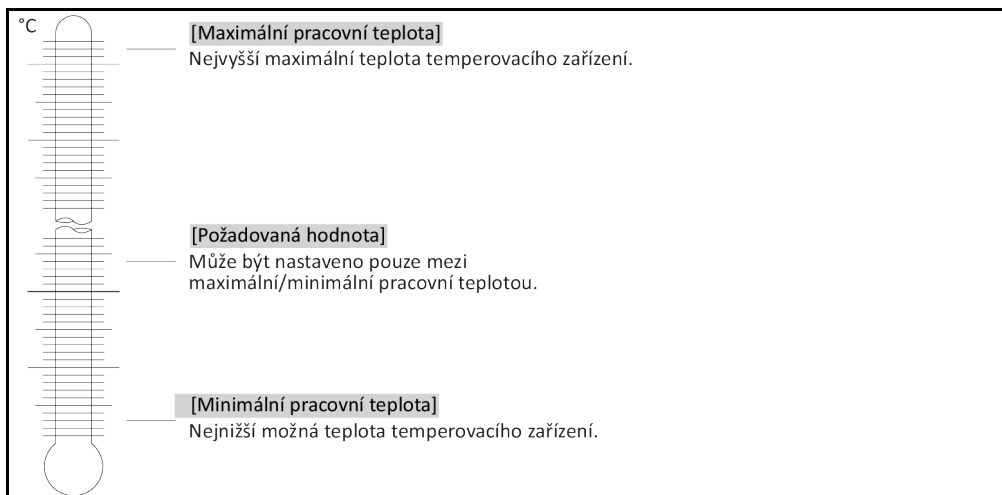 °C
[Maximální pracovní teplota]
Nejvyšší maximální teplota temperovacího zařízení.
[Požadovaná hodnota]
Může být nastaveno pouze mezi
maximální/minimální pracovní teplotou.
[Minimální pracovní teplota]
Nejnižší možná teplota temperovacího zařízení.